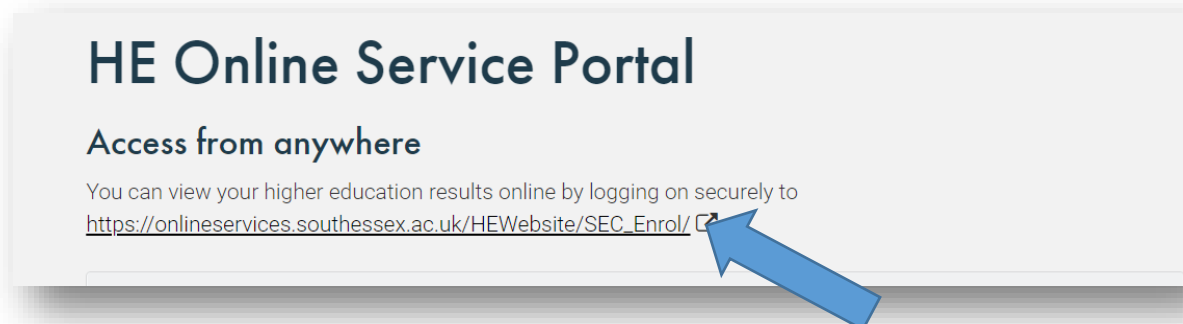 HE Online Service Portal
Access from anywhere
You can view your higher education results online by logging on securely to
https://onlineservices.southessex.ac.uk/HEWebsite/SEC_Enrol/